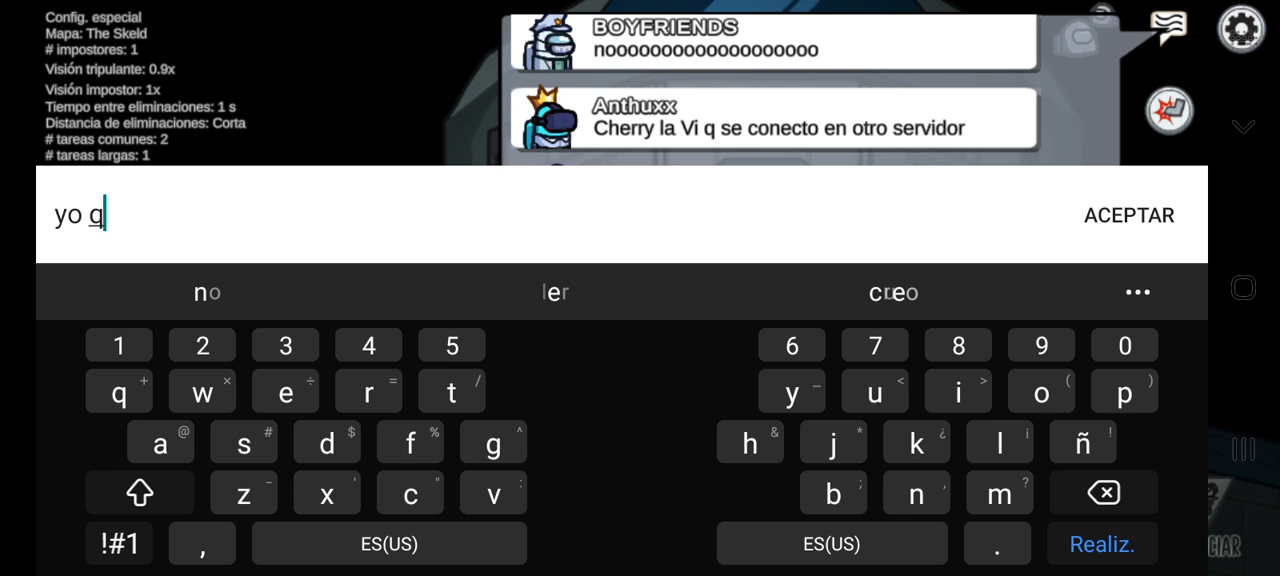 Config. especial
Mapa: The Skeld
# impostores: 1
Visión tripulante: 0.9x
Visión impostor: 1x
Tiempo entre eliminaciones: 1 s
Distancia de eliminaciones: Corta
# tareas comunes: 2
# tareas largas: 1
BOYFRIENDS
nooooooooooooooooooo
Anthuxx
Cherry la Vi q se conecto en otro servidor
yo q
ACEPTAR
no
1 2 3 4 5 6 7 8 9 0
q + w × e ÷ r = t / y _ u < i > o ( p )
a @ s # d $ f % g ^ h & j * k ¿ l ¡ ñ !
z - x ' c " v : b ; n , m ?
!#1 , ES(US) ES(US) . Realiz.